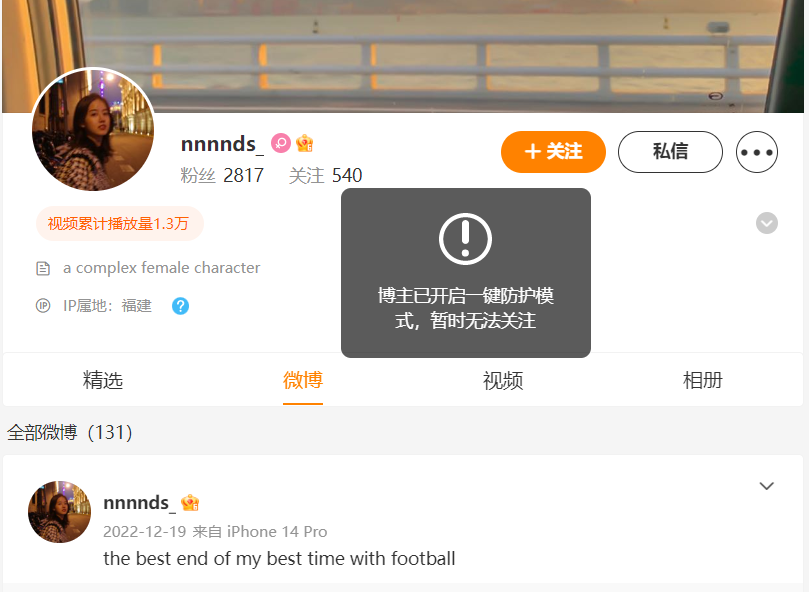 nnnnds_
粉丝 2817 关注 540
+ 关注
私信
视频累计播放量1.3万
a complex female character
IP IP属地：福建
博主已开启一键防护模
式，暂时无法关注
精选 微博 视频 相册
全部微博（131）
nnnnds_
2022-12-19 来自 iPhone 14 Pro
the best end of my best time with football